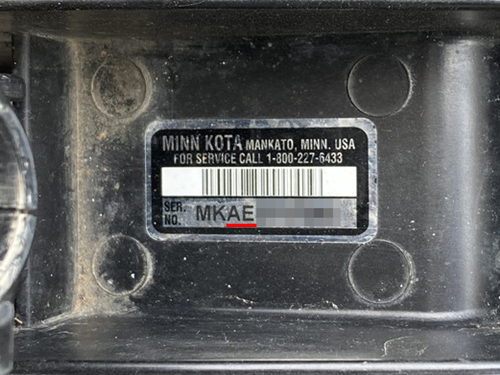 MINN KOTA MANKATO, MINN. USA
FOR SERVICE CALL 1-800-227-6433
SER. NO. MKAE